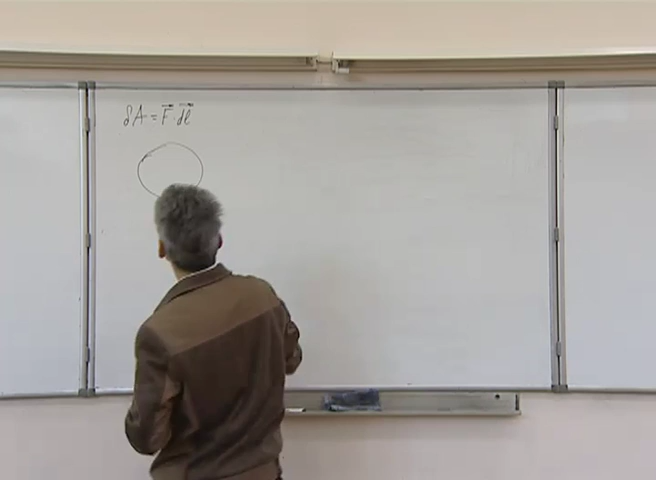 δA = F⃗ · dℓ⃗